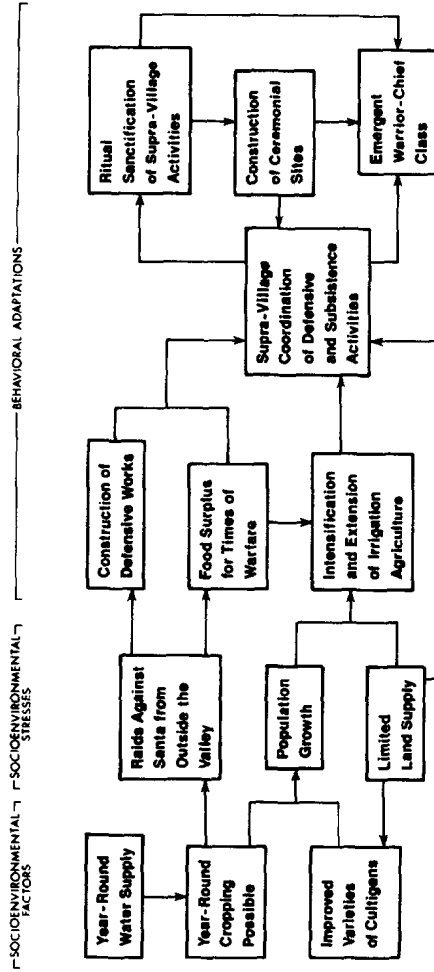 SOCIOENVIRONMENTAL
FACTORS
SOCIOENVIRONMENTAL
STRESSES
BEHAVIORAL ADAPTATIONS
Year-Round
Water Supply
Year-Round
Cropping
Possible
Improved
Varieties
of Cultigens
Raids Against
Santa from
Outside the
Valley
Population
Growth
Limited
Land Supply
Construction of
Defensive Works
Food Surplus
for Times of
Warfare
Intensification
and Extension
of Irrigation
Agriculture
Supra-Village
Coordination
of Defensive
and Subsistence
Activities
Ritual
Sanctification
of Supra-Village
Activities
Construction
of Ceremonial
Sites
Emergent
Warrior-Chief
Class